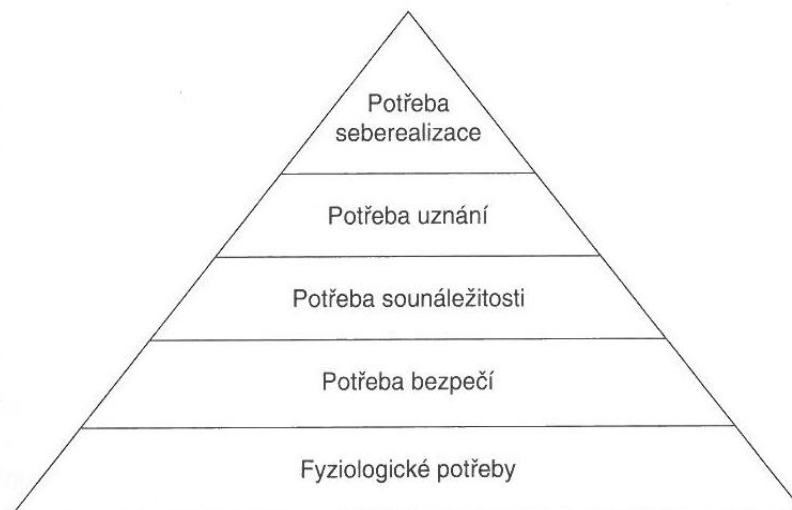 Potřeba
seberealizace
Potřeba uznání
Potřeba sounáležitosti
Potřeba bezpečí
Fyziologické potřeby